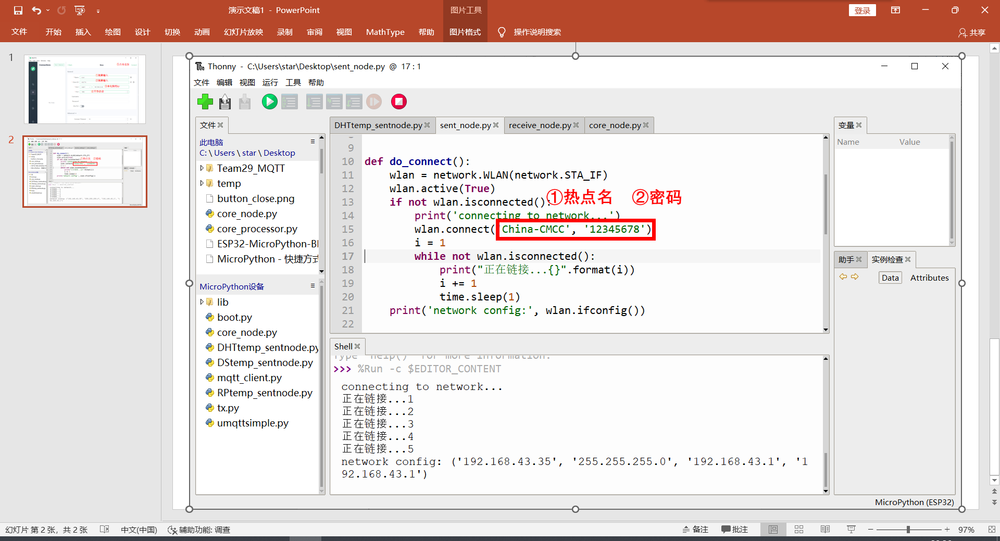 演示文稿1 - PowerPoint
图片工具
登录
文件 开始 插入 绘图 设计 切换 动画 幻灯片放映 录制 审阅 视图 MathType 帮助 图片格式 操作说明搜索 共享
1
2
Thonny - C:\Users\star\Desktop\sent_node.py @ 17 : 1
文件 编辑 视图 运行 工具 帮助
文件
此电脑
C: \ Users \ star \ Desktop
Team29_MQTT
temp
button_close.png
core_node.py
core_processor.py
ESP32-MicroPython-Bl
MicroPython - 快捷方式
MicroPython设备
lib
boot.py
core_node.py
DHTtemp_sentnode.py
DStemp_sentnode.py
mqtt_client.py
RPtemp_sentnode.py
tx.py
umqttsimple.py
DHTtemp_sentnode.py sent_node.py receive_node.py core_node.py
9
10 def do_connect():
11 wlan = network.WLAN(network.STA_IF)
12 wlan.active(True)
13 if not wlan.isconnected():
①热点名 ②密码
14 print('connecting to network...')
15 wlan.connect('China-CMCC', '12345678')
16 i = 1
17 while not wlan.isconnected():
18 print("正在链接...{}".format(i))
19 i += 1
20 time.sleep(1)
21 print('network config:', wlan.ifconfig())
22
Shell
Type "help()" for more information.
>>> %Run -c $EDITOR_CONTENT
connecting to network...
正在链接...1
正在链接...2
正在链接...3
正在链接...4
正在链接...5
network config: ('192.168.43.35', '255.255.255.0', '192.168.43.1', '1
92.168.43.1')
变量
Name Value
助手 实例检查
Data Attributes
MicroPython (ESP32)
幻灯片 第 2 张，共 2 张 中文(中国) 辅助功能: 调查 备注 批注 97%